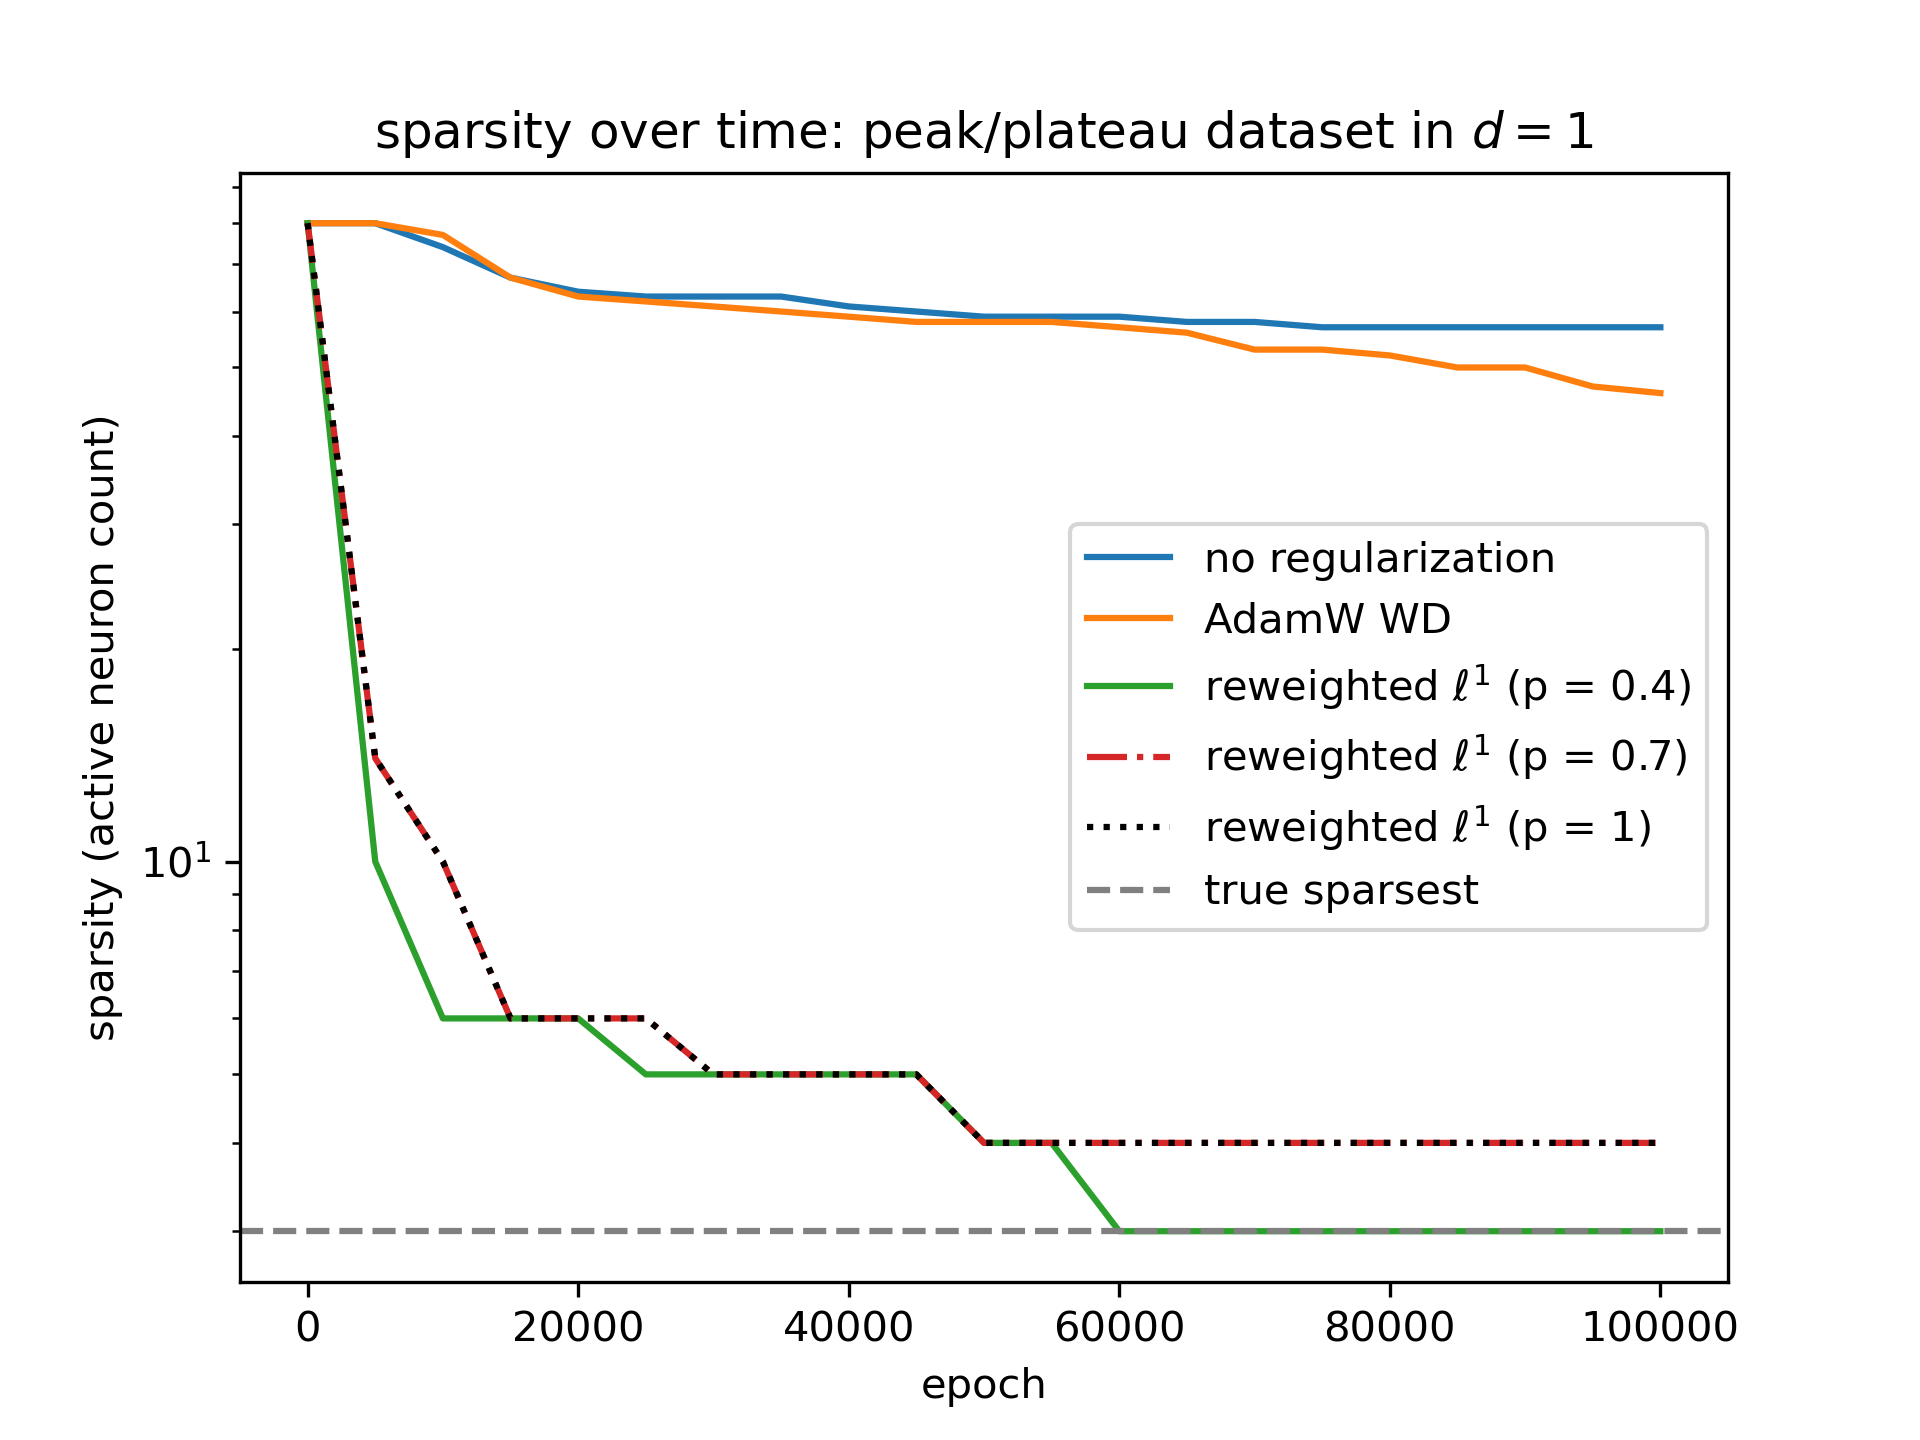 sparsity over time: peak/plateau dataset in d = 1
sparsity (active neuron count)
10¹
no regularization
AdamW WD
reweighted ℓ¹ (p = 0.4)
reweighted ℓ¹ (p = 0.7)
reweighted ℓ¹ (p = 1)
true sparsest
0 20000 40000 60000 80000 100000
epoch